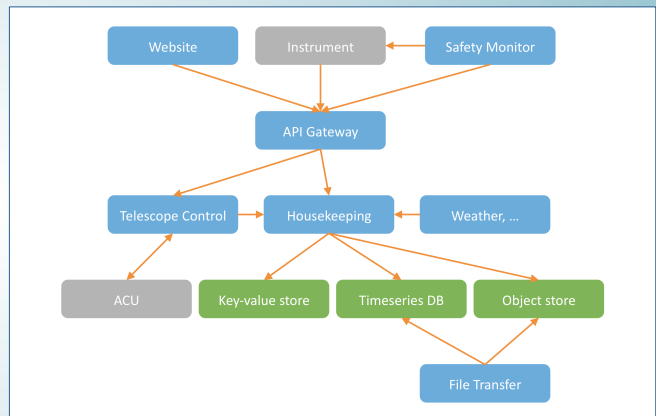 Website
Instrument
Safety Monitor
API Gateway
Telescope Control
Housekeeping
Weather, ...
ACU
Key-value store
Timeseries DB
Object store
File Transfer